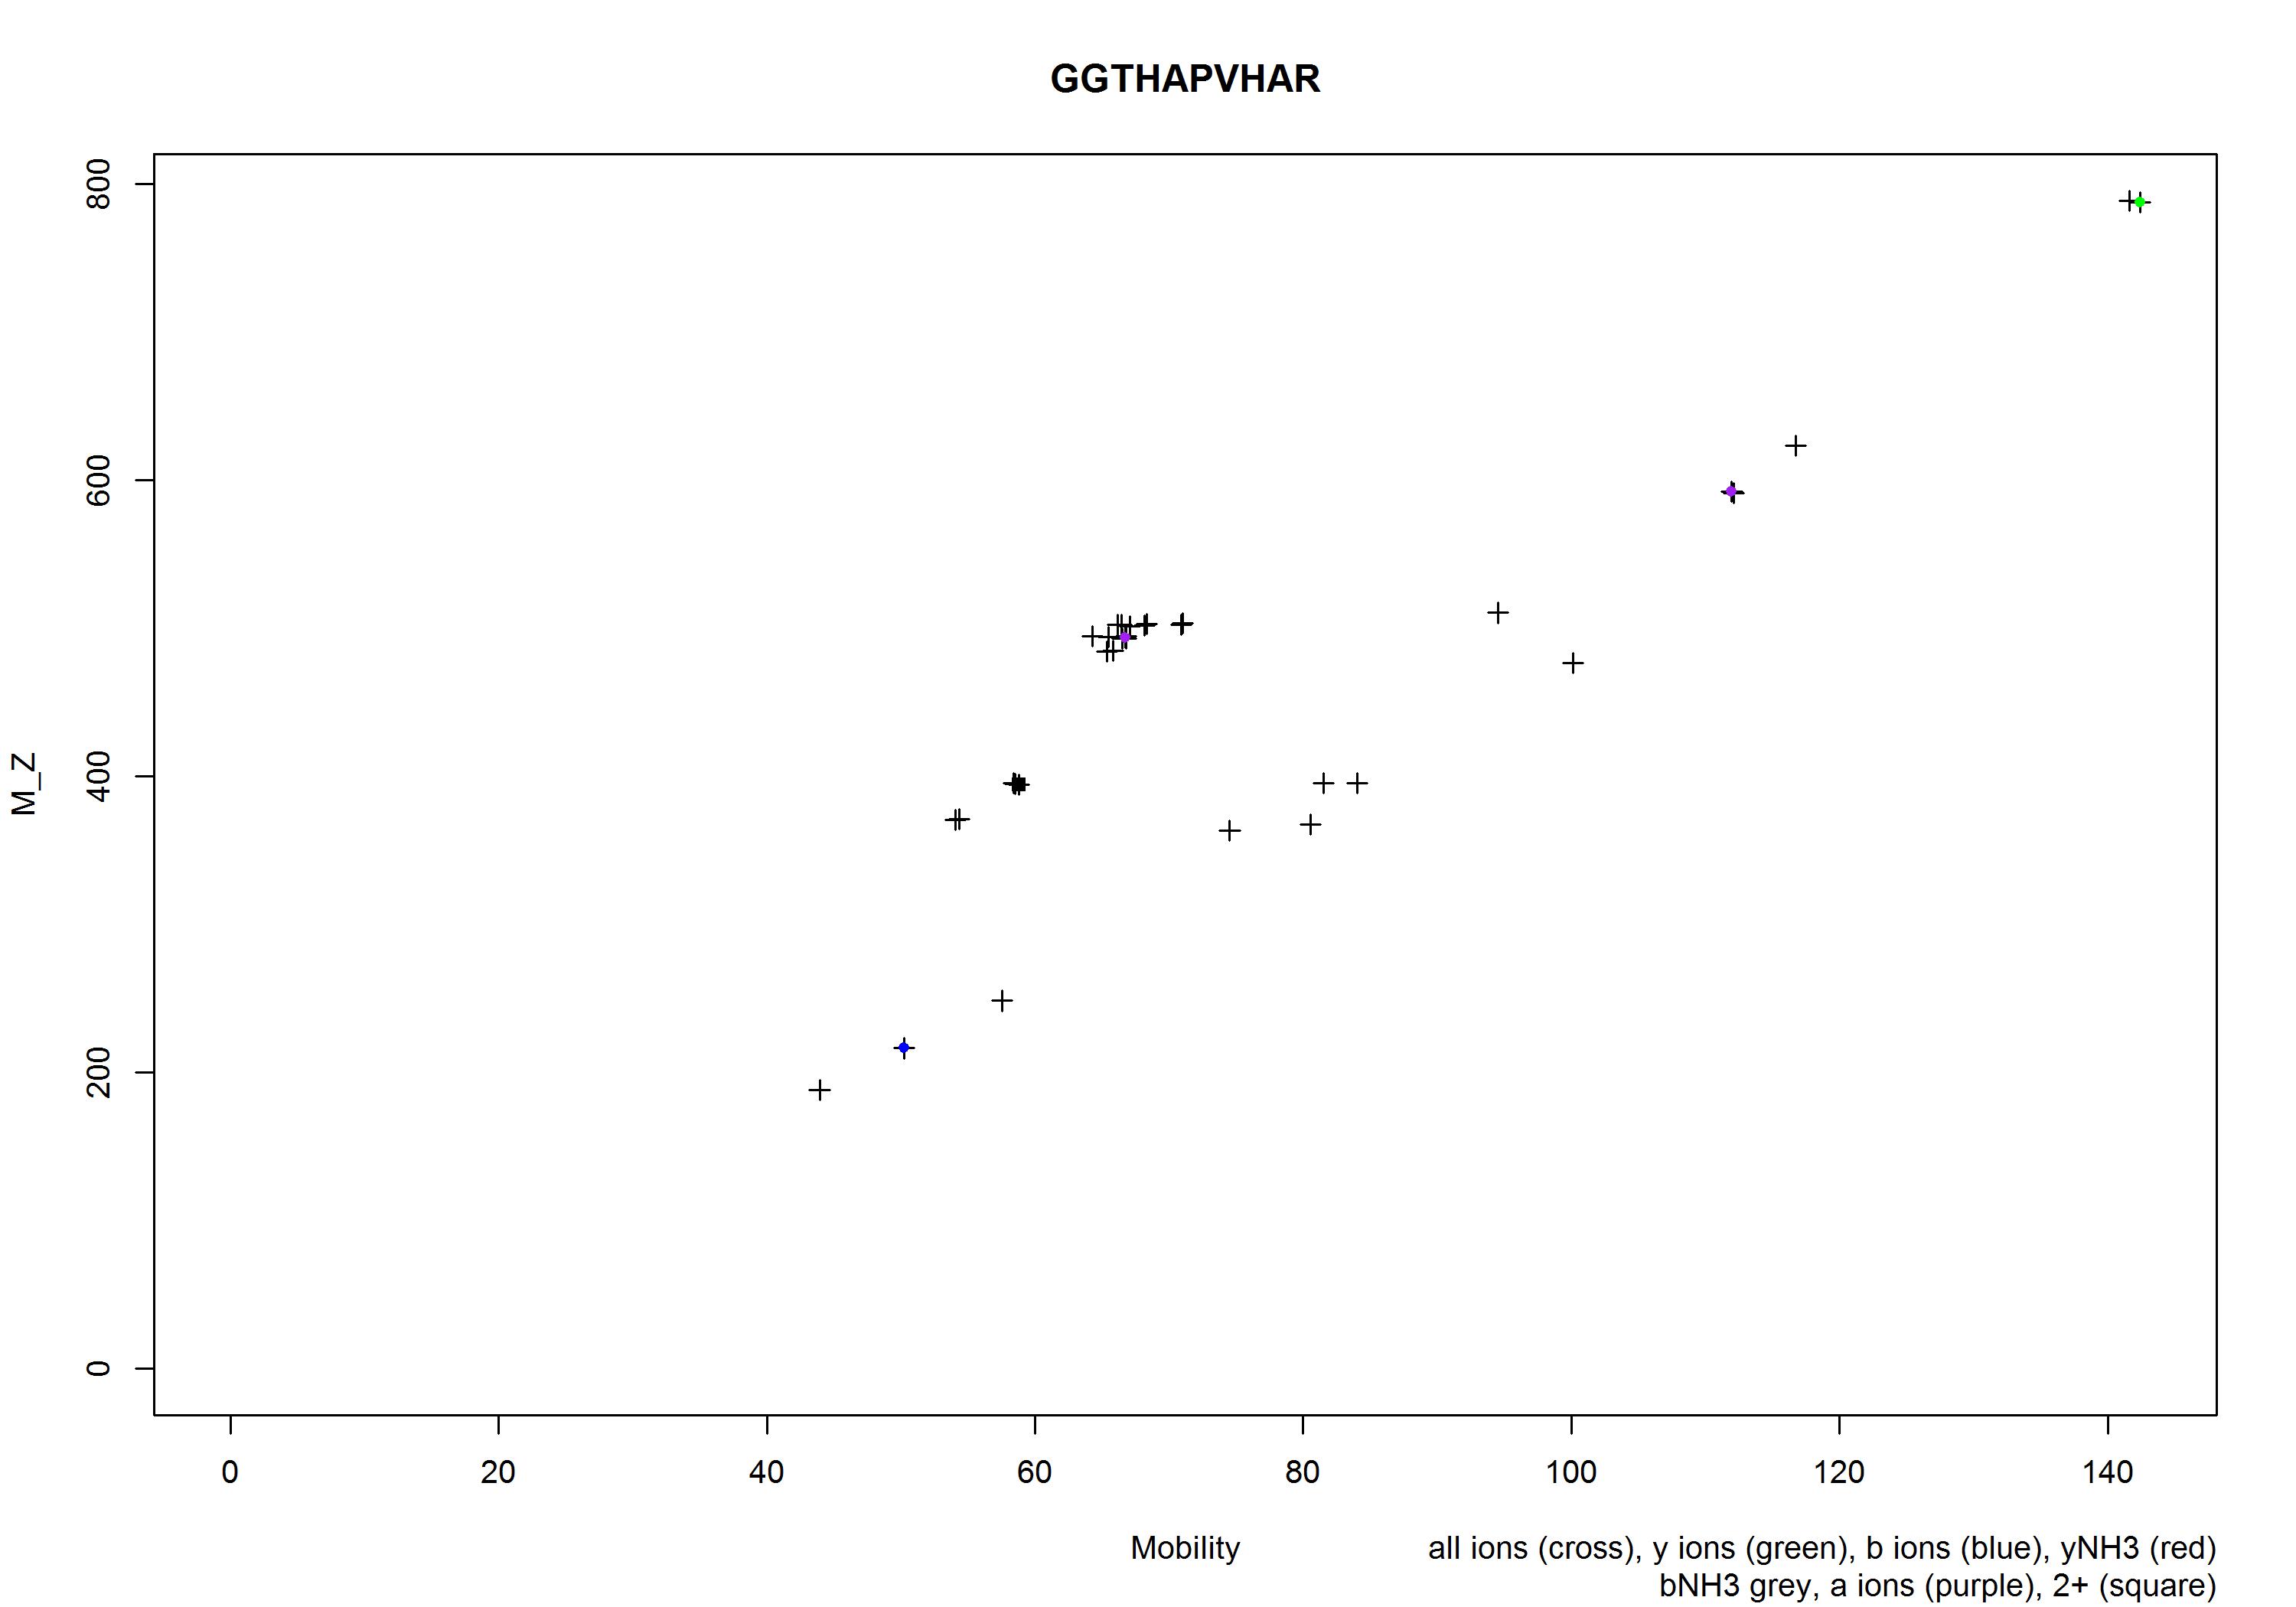 GGTHAPVHAR
800
600
400
200
0
M_Z
0 20 40 60 80 100 120 140
Mobility
all ions (cross), y ions (green), b ions (blue), yNH3 (red)
bNH3 grey, a ions (purple), 2+ (square)